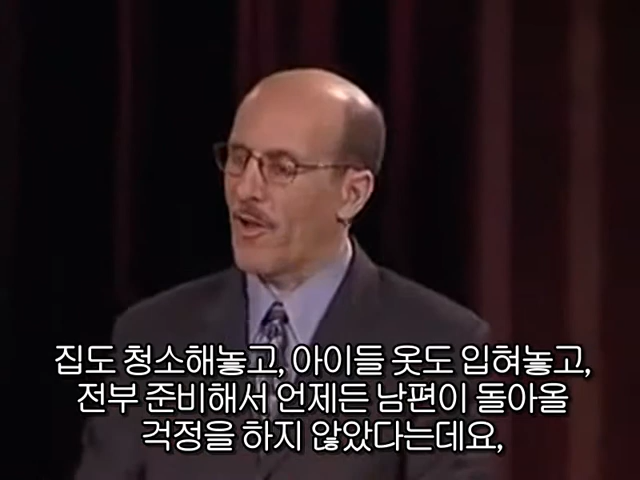 집도 청소해놓고, 아이들 옷도 입혀놓고,
전부 준비해서 언제든 남편이 돌아올
걱정을 하지 않았다는데요,